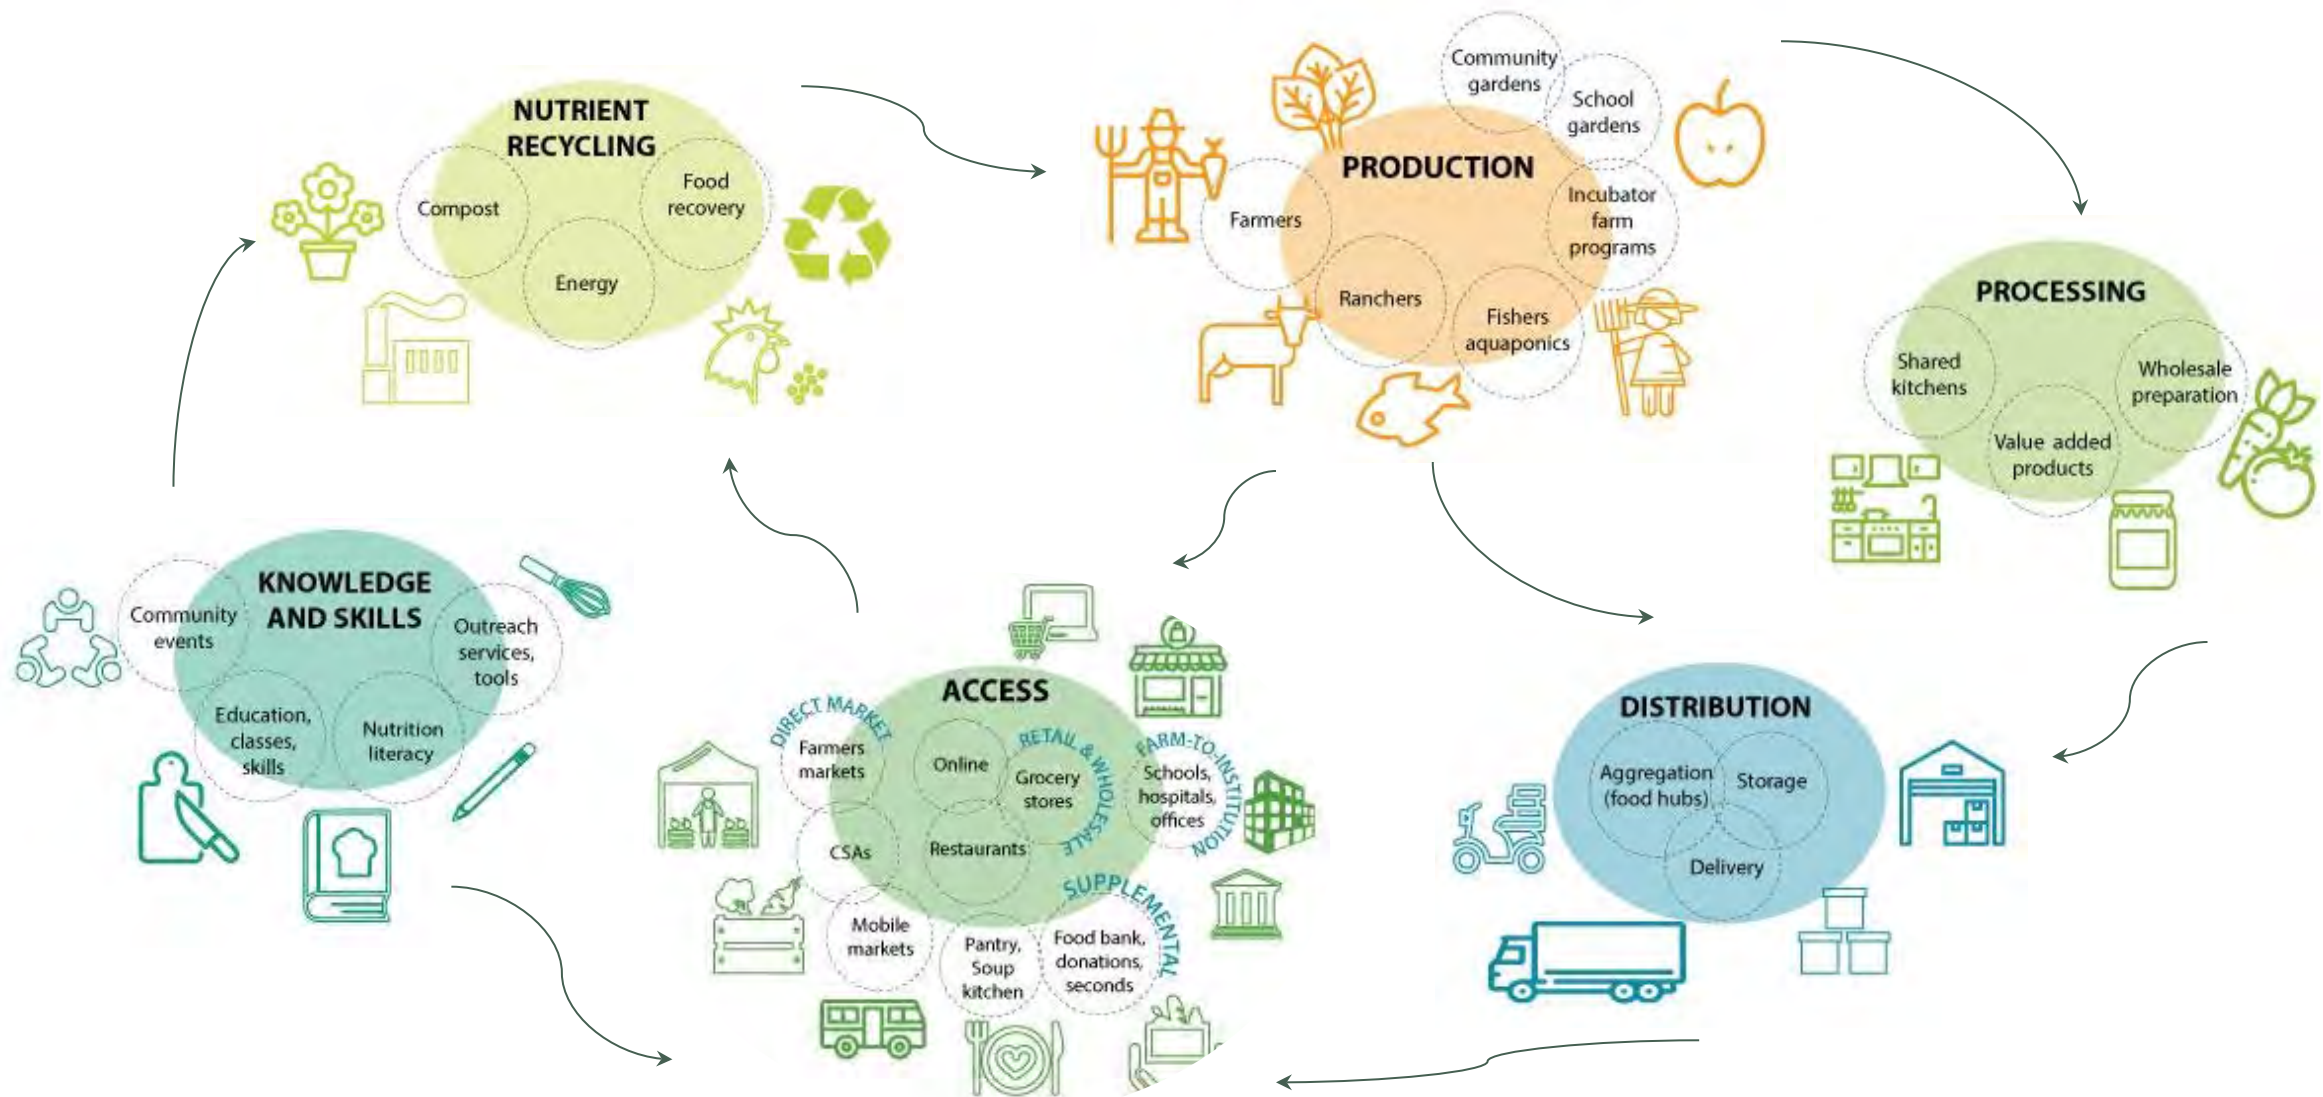 NUTRIENT
RECYCLING
Compost
Energy
Food
recovery
PRODUCTION
Community
gardens
School
gardens
Incubator
farm
programs
Farmers
Ranchers
Fishers
aquaponics
PROCESSING
Shared
kitchens
Value added
products
Wholesale
preparation
KNOWLEDGE
AND SKILLS
Community
events
Education,
classes,
skills
Nutrition
literacy
Outreach
services,
tools
ACCESS
DIRECT MARKET
Farmers
markets
CSAs
Mobile
markets
Online
RETAIL & WHOLESALE
Grocery
stores
Restaurants
FARM-TO-INSTITUTION
Schools,
hospitals,
offices
SUPPLEMENTAL
Pantry,
Soup
kitchen
Food bank,
donations,
seconds
DISTRIBUTION
Aggregation
(food hubs)
Storage
Delivery